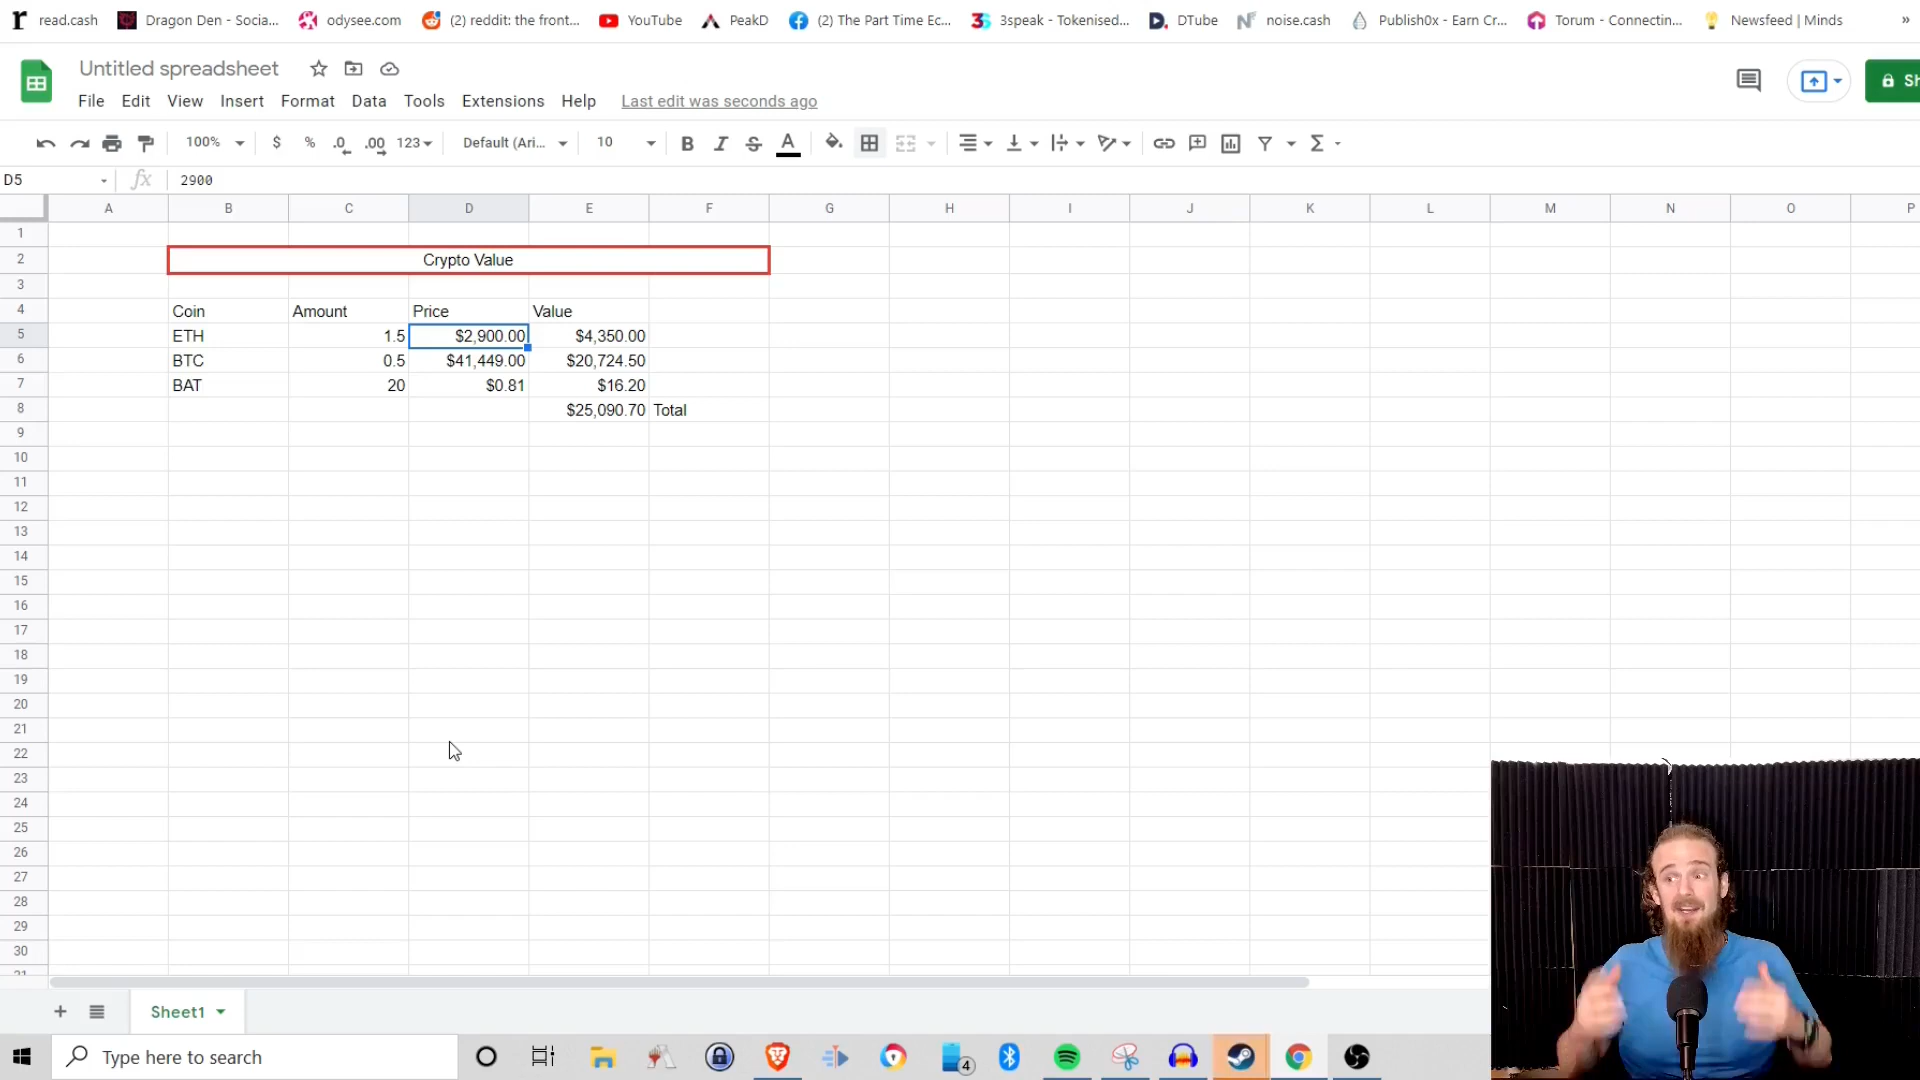 read.cash Dragon Den - Socia... odysee.com (2) reddit: the front... YouTube PeakD (2) The Part Time Ec... 3speak - Tokenised... DTube noise.cash Publish0x - Earn Cr... Torum - Connectin... Newsfeed | Minds »
Untitled spreadsheet
File Edit View Insert Format Data Tools Extensions Help Last edit was seconds ago
Sh
100% $ % .0 .00 123 Default (Ari... 10 B I S A Σ
D5 fx 2900
A B C D E F G H I J K L M N O P
1
2 Crypto Value
3
4 Coin Amount Price Value
5 ETH 1.5 $2,900.00 $4,350.00
6 BTC 0.5 $41,449.00 $20,724.50
7 BAT 20 $0.81 $16.20
8 $25,090.70 Total
9
10
11
12
13
14
15
16
17
18
19
20
21
22
23
24
25
26
27
28
29
30
31
+ Sheet1
Type here to search 4